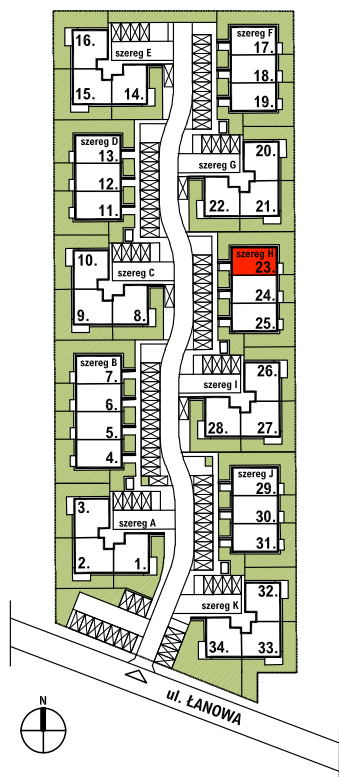 16.
szereg E
15. 14.
szereg F
17.
18.
19.
szereg D
13.
12.
11.
szereg G
20.
22. 21.
10.
szereg C
9. 8.
szereg H
23.
24.
25.
szereg B
7.
6.
5.
4.
26.
szereg I
28. 27.
3.
szereg A
2. 1.
szereg J
29.
30.
31.
szereg K
32.
34. 33.
ul. ŁANOWA
N